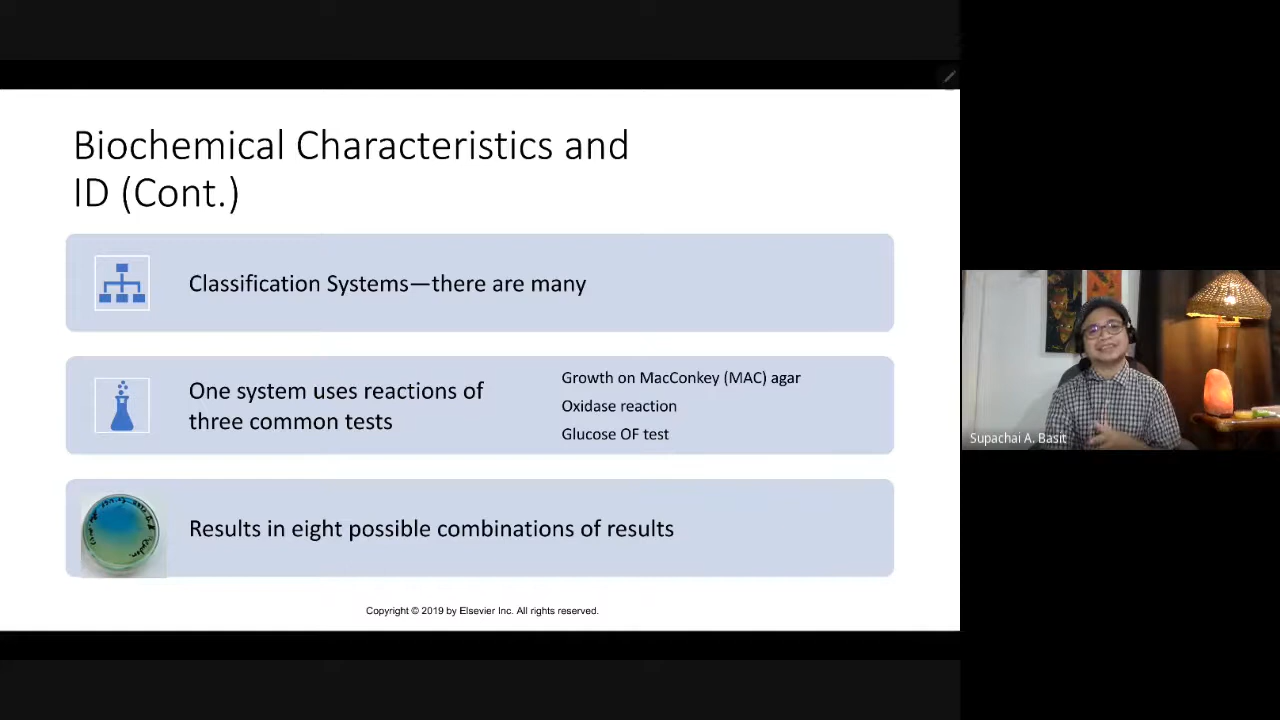 Biochemical Characteristics and
ID (Cont.)
Classification Systems—there are many
One system uses reactions of
three common tests
Growth on MacConkey (MAC) agar
Oxidase reaction
Glucose OF test
Results in eight possible combinations of results
Copyright © 2019 by Elsevier Inc. All rights reserved.
Supachai A. Basit